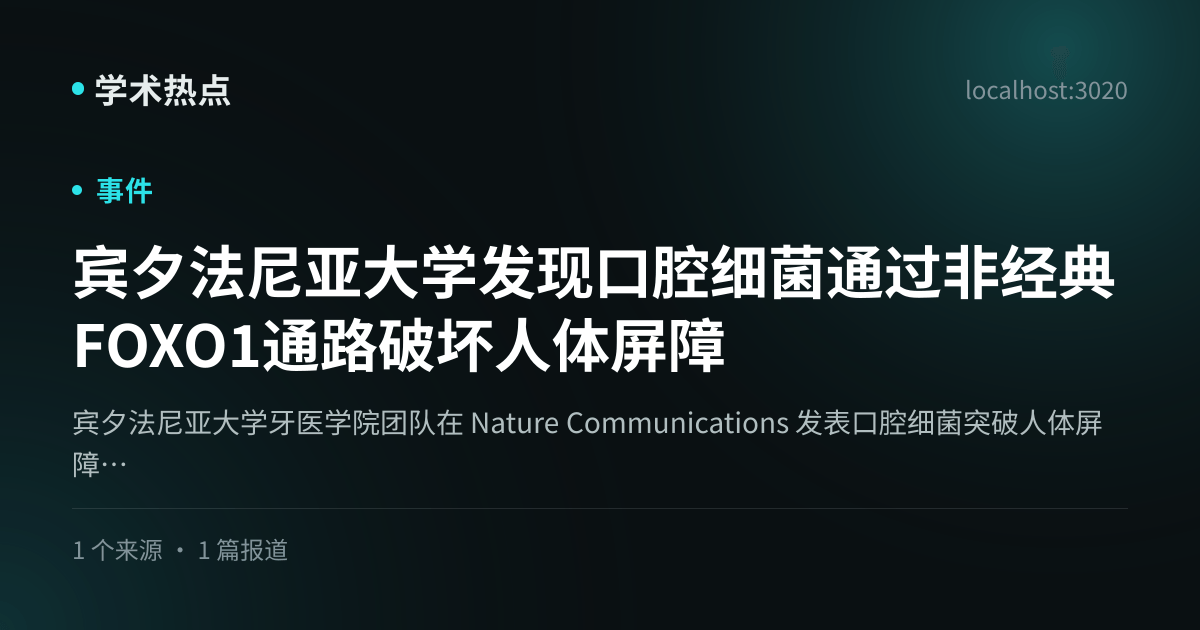 学术热点
localhost:3020
事件
宾夕法尼亚大学发现口腔细菌通过非经典
FOXO1通路破坏人体屏障
宾夕法尼亚大学牙医学院团队在 Nature Communications 发表口腔细菌突破人体屏
障…
1 个来源 · 1 篇报道